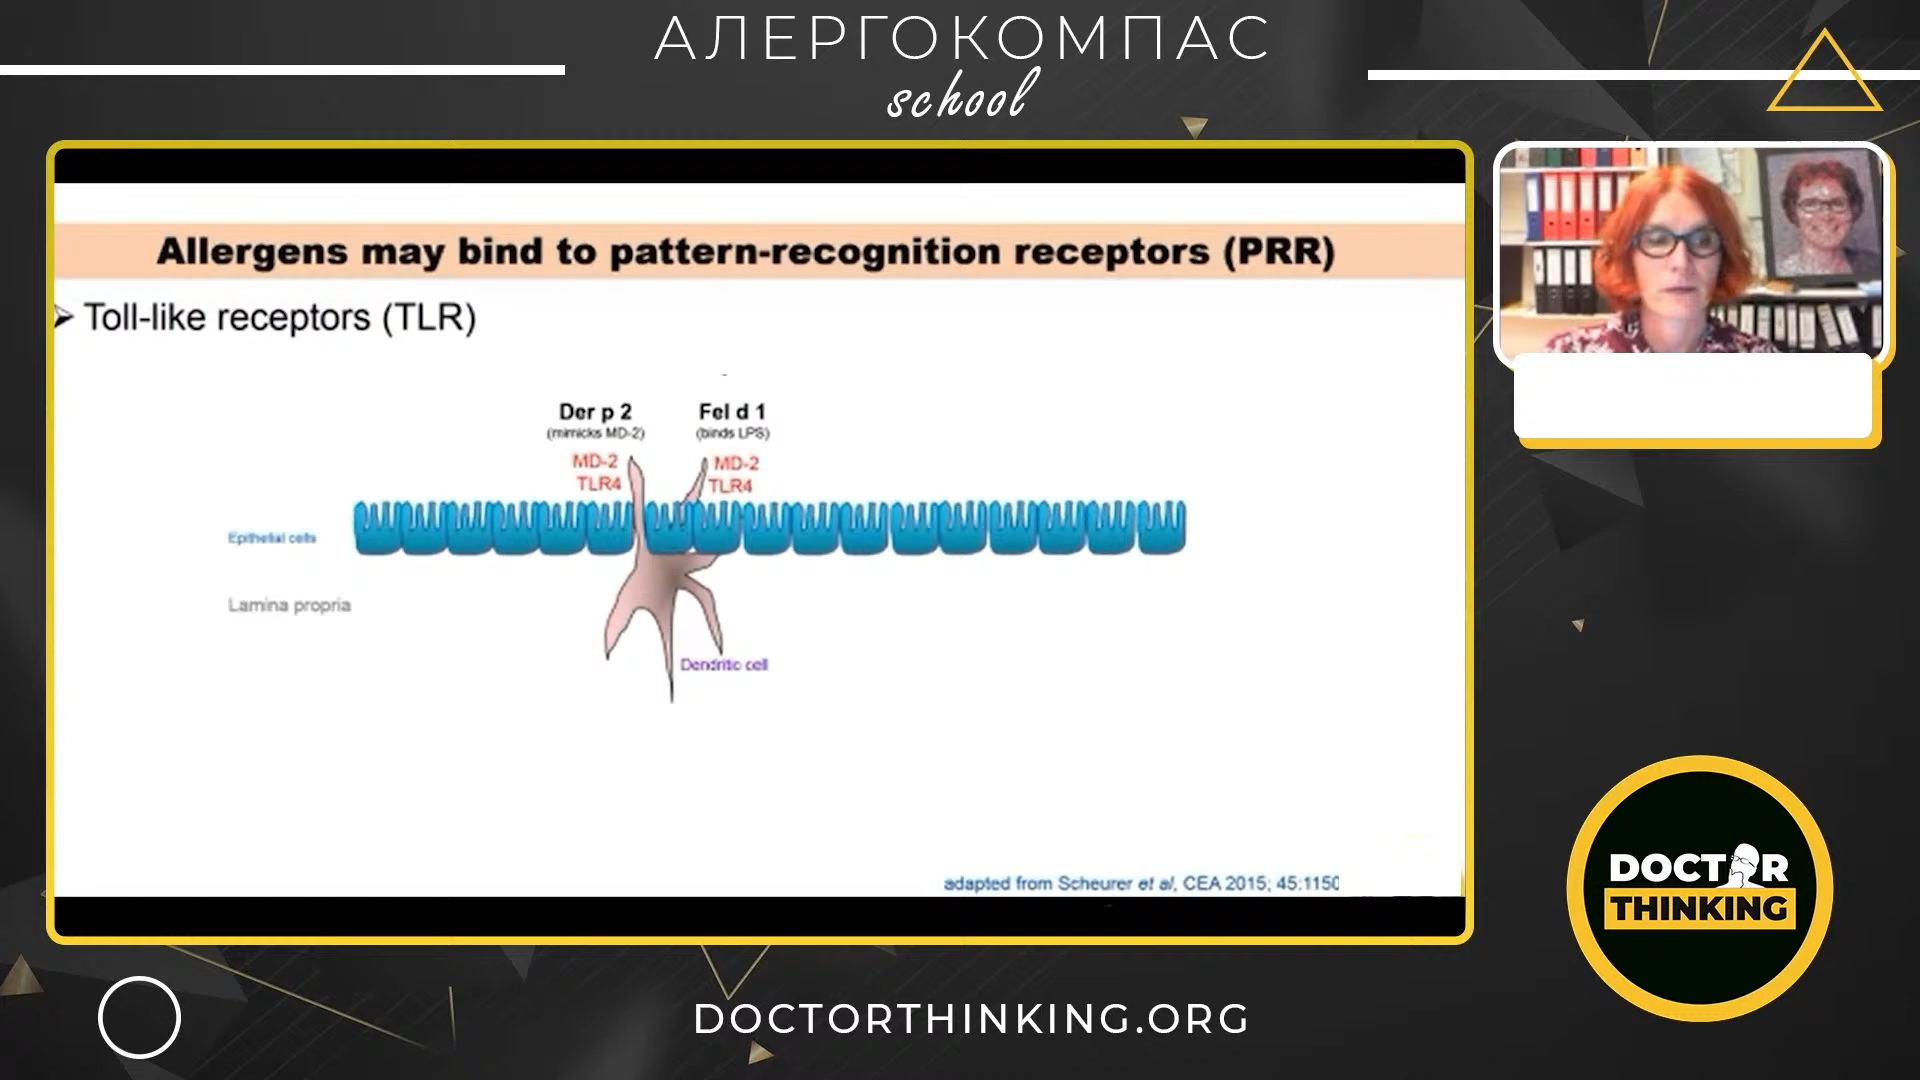 АЛЕРГОКОМПАС
school
Allergens may bind to pattern-recognition receptors (PRR)
Toll-like receptors (TLR)
Der p 2
(mimicks MD-2)
MD-2
TLR4
Fel d 1
(binds LPS)
MD-2
TLR4
Epithelial cells
Lamina propria
Dendritic cell
adapted from Scheurer et al, CEA 2015; 45:1150
DOCTOR
THINKING
DOCTORTHINKING.ORG